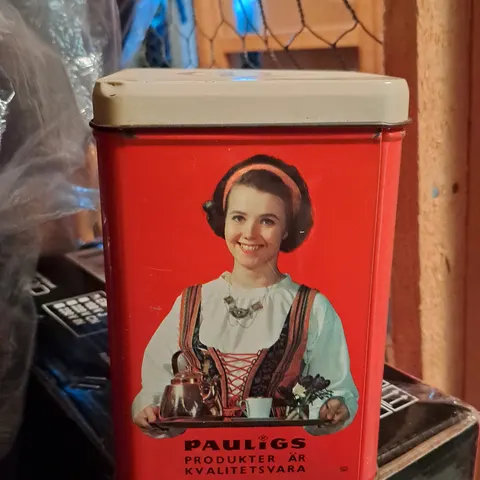 PAULiGS
PRODUKTER ÄR
KVALITETSVARA